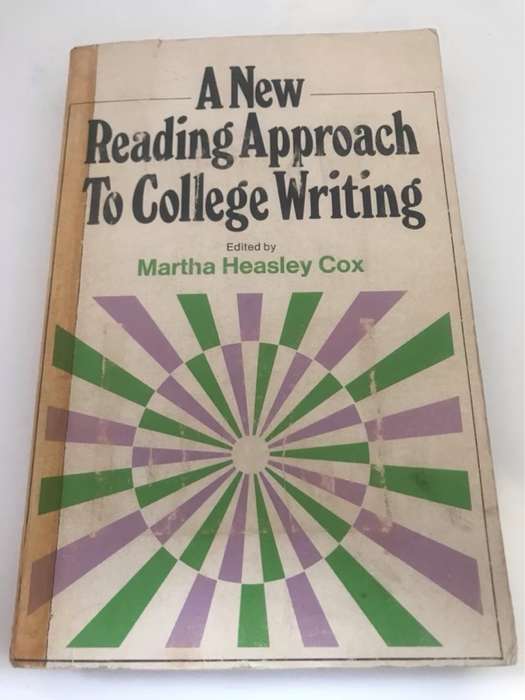 A New
Reading Approach
To College Writing
Edited by
Martha Heasley Cox